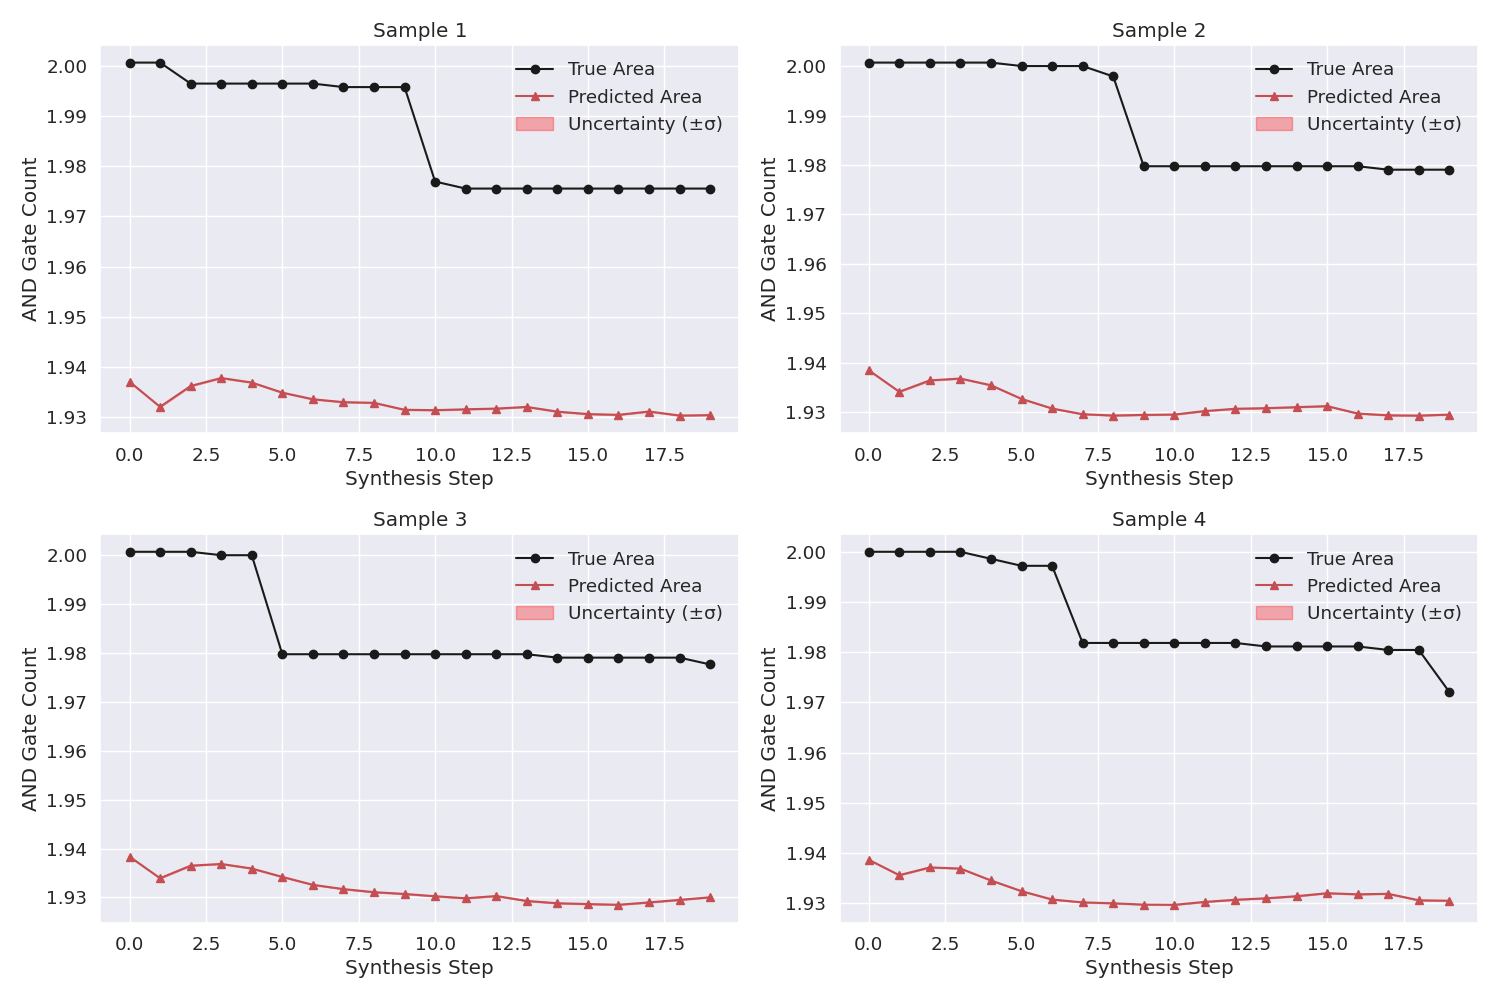 Sample 1
AND Gate Count
2.00
1.99
1.98
1.97
1.96
1.95
1.94
1.93
True Area
Predicted Area
Uncertainty (±σ)
0.0 2.5 5.0 7.5 10.0 12.5 15.0 17.5
Synthesis Step
Sample 2
AND Gate Count
2.00
1.99
1.98
1.97
1.96
1.95
1.94
1.93
True Area
Predicted Area
Uncertainty (±σ)
0.0 2.5 5.0 7.5 10.0 12.5 15.0 17.5
Synthesis Step
Sample 3
AND Gate Count
2.00
1.99
1.98
1.97
1.96
1.95
1.94
1.93
True Area
Predicted Area
Uncertainty (±σ)
0.0 2.5 5.0 7.5 10.0 12.5 15.0 17.5
Synthesis Step
Sample 4
AND Gate Count
2.00
1.99
1.98
1.97
1.96
1.95
1.94
1.93
True Area
Predicted Area
Uncertainty (±σ)
0.0 2.5 5.0 7.5 10.0 12.5 15.0 17.5
Synthesis Step